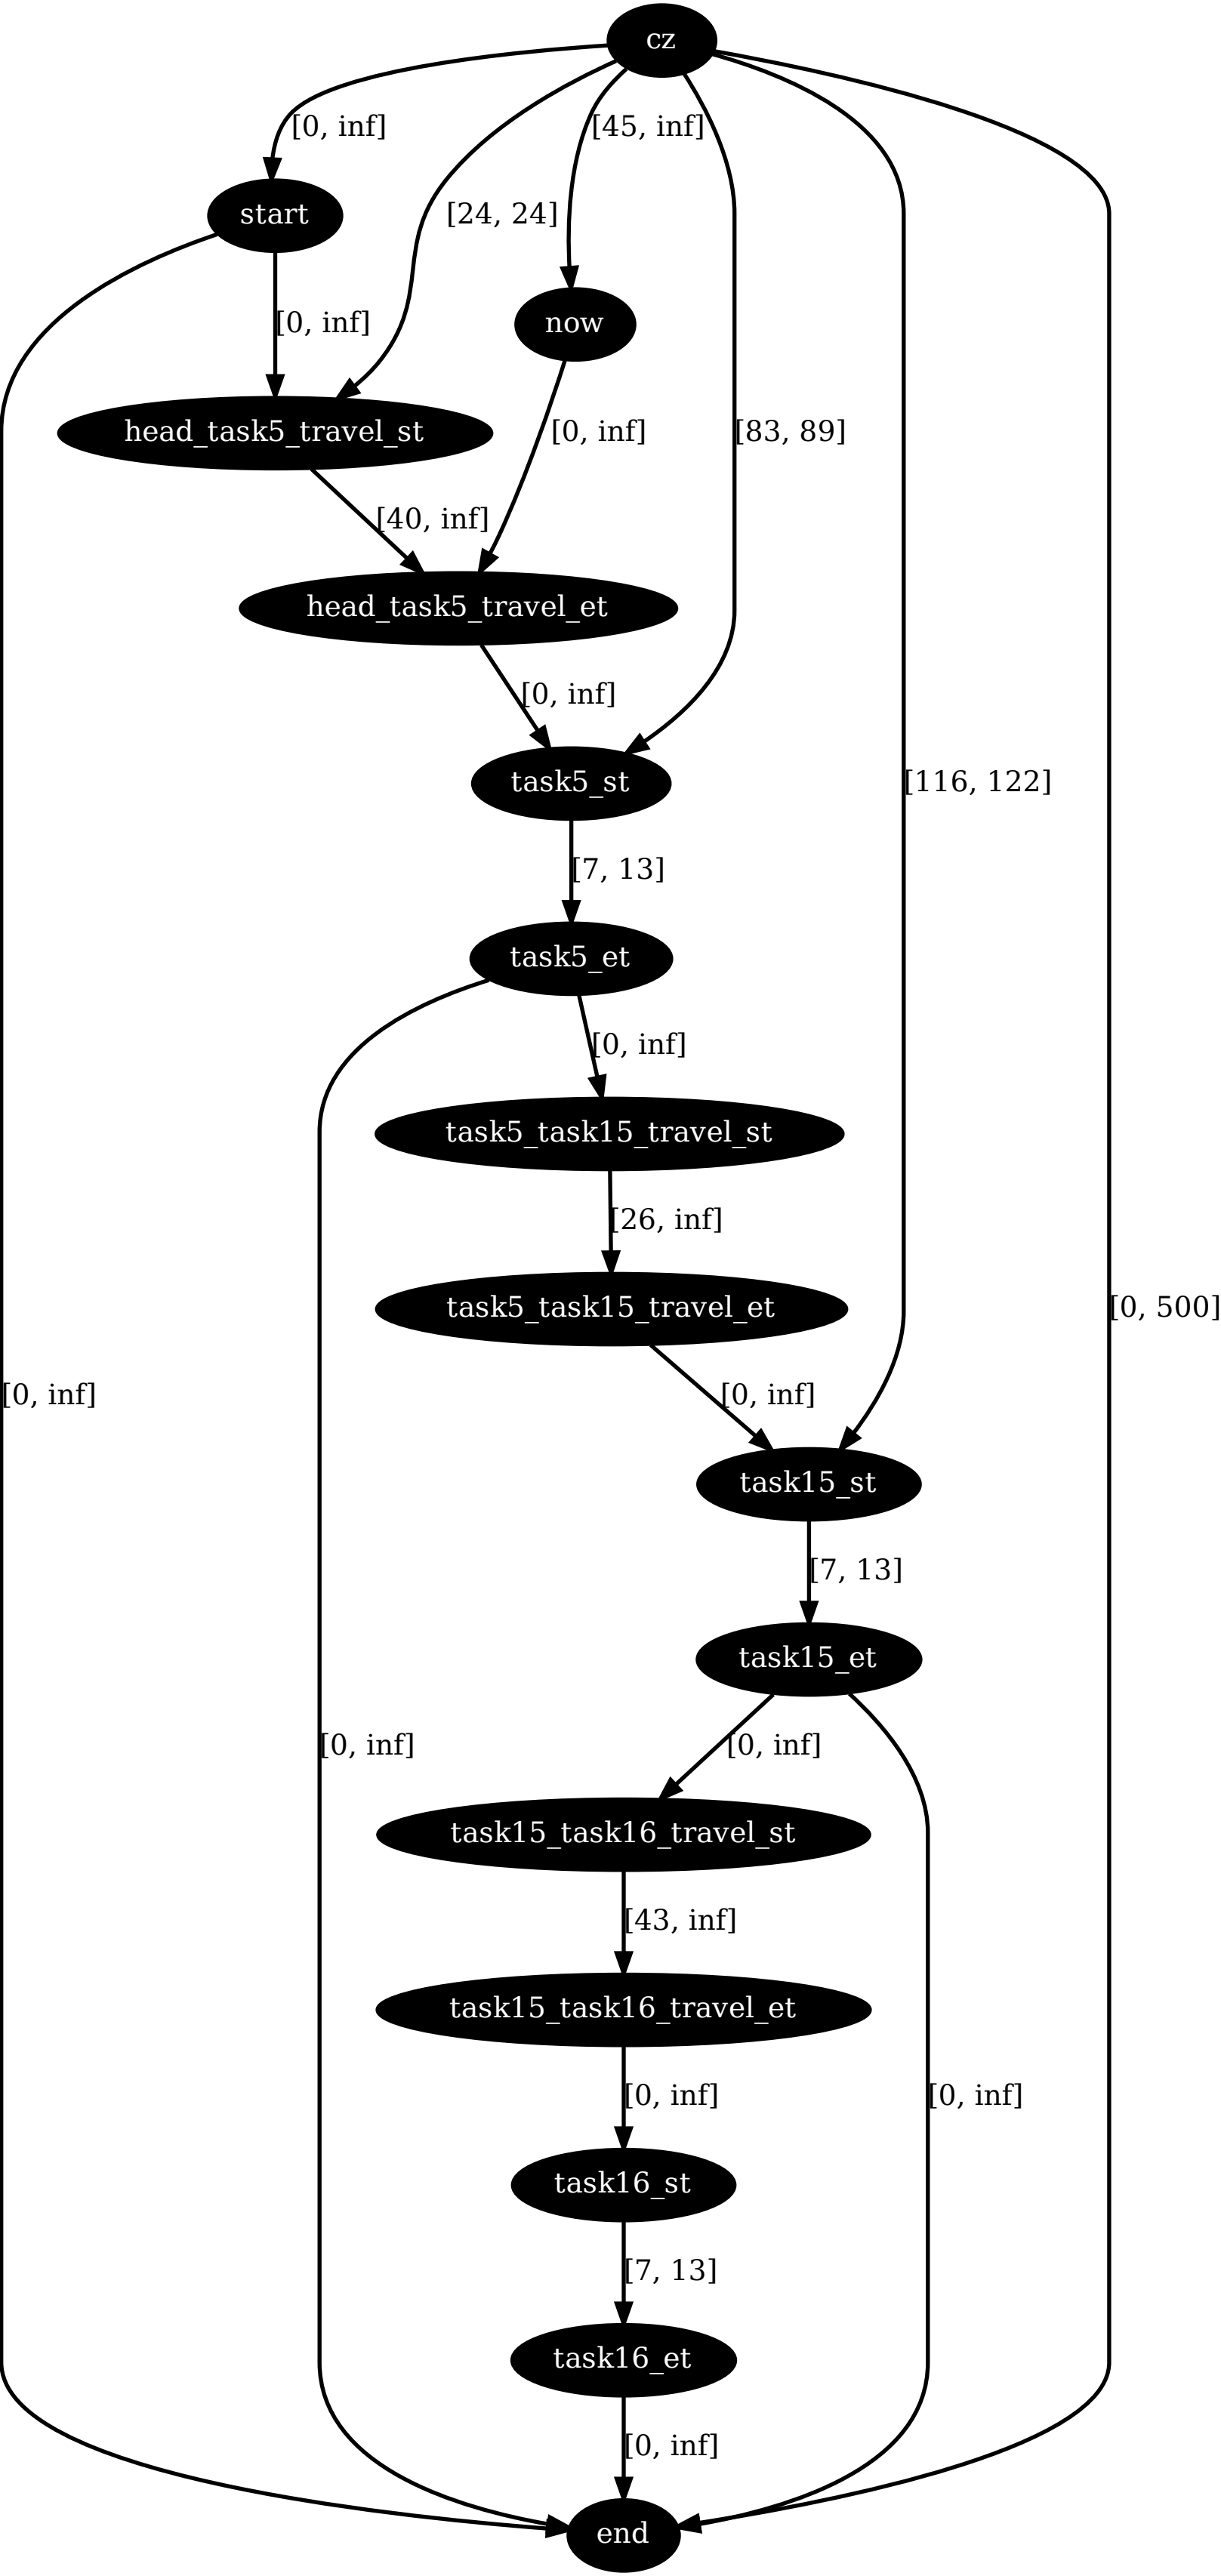 cz
[0, inf]
[45, inf]
start
[24, 24]
[0, inf]
now
head_task5_travel_st
[0, inf]
[83, 89]
[40, inf]
head_task5_travel_et
[0, inf]
task5_st
[116, 122]
[7, 13]
task5_et
[0, inf]
task5_task15_travel_st
[26, inf]
task5_task15_travel_et
[0, 500]
[0, inf]
[0, inf]
task15_st
[7, 13]
task15_et
[0, inf]
[0, inf]
task15_task16_travel_st
[43, inf]
task15_task16_travel_et
[0, inf]
[0, inf]
task16_st
[7, 13]
task16_et
[0, inf]
end